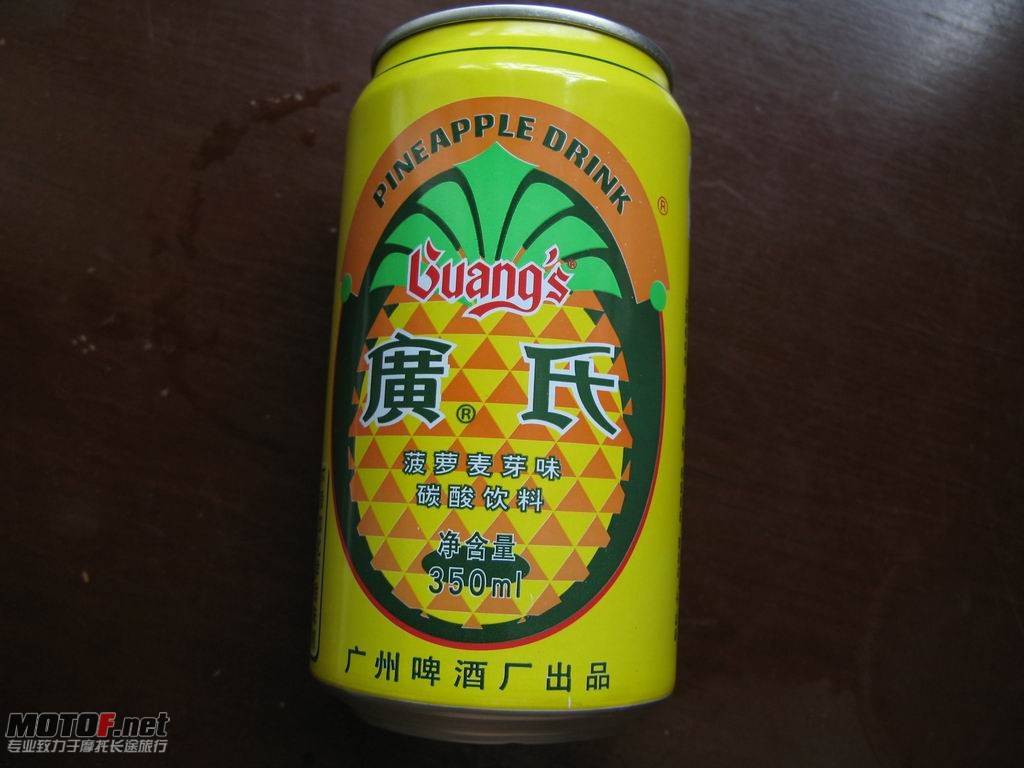 PINEAPPLE DRINK
®
Guang's®
廣®氏
菠萝麦芽味
碳酸饮料
净含量
350ml
广州啤酒厂出品
MOTOF.net
专业致力于摩托长途旅行